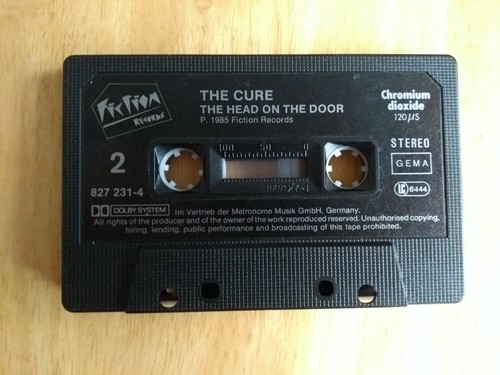 Fiction
Records
THE CURE
THE HEAD ON THE DOOR
P. 1985 Fiction Records
Chromium
dioxide
120 µS
STEREO
GEMA
LC 6444
2
827 231-4
100 50 0
DOLBY SYSTEM
Im Vertrieb der Metronome Musik GmbH, Germany.
All rights of the producer and of the owner of the work reproduced reserved. Unauthorised copying,
hiring, lending, public performance and broadcasting of this tape prohibited.